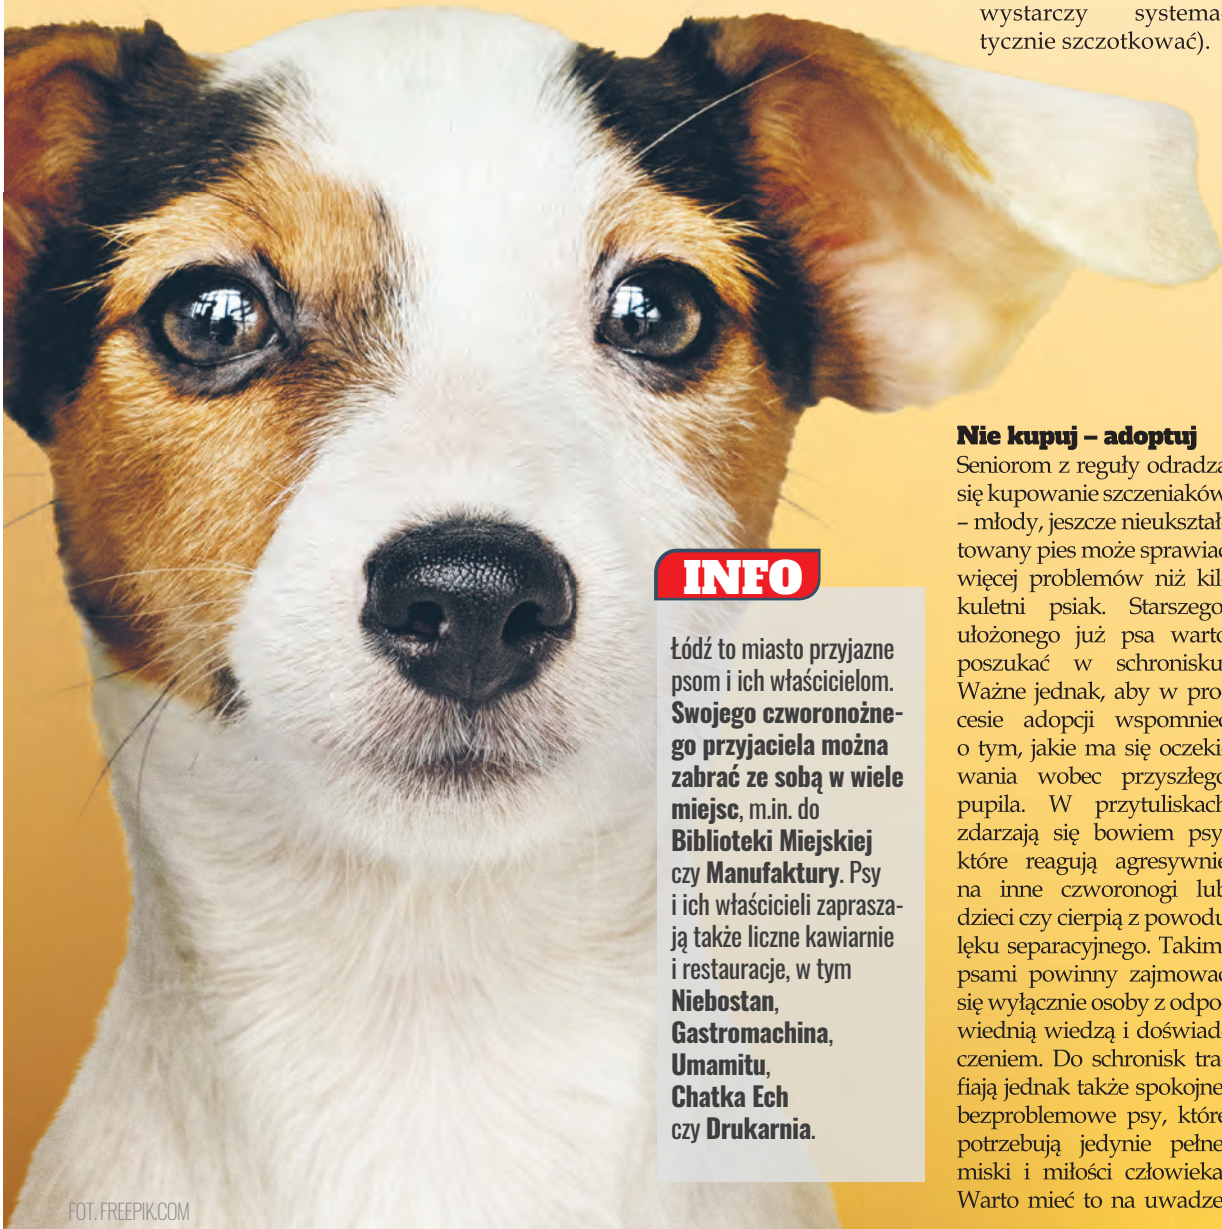 wystarczy systema-
tycznie szczotkować).
Nie kupuj – adoptuj
Seniorom z reguły odradza
się kupowanie szczeniaków
– młody, jeszcze nieukształ-
towany pies może sprawiać
więcej problemów niż kil-
kuletni psiak. Starszego,
ułożonego już psa warto
poszukać w schronisku.
Ważne jednak, aby w pro-
cesie adopcji wspomnieć
o tym, jakie ma się oczeki-
wania wobec przyszłego
pupila. W przytuliskach
zdarzają się bowiem psy,
które reagują agresywnie
na inne czworonogi lub
dzieci czy cierpią z powodu
lęku separacyjnego. Takimi
psami powinny zajmować
się wyłącznie osoby z odpo-
wiednią wiedzą i doświad-
czeniem. Do schronisk tra-
fiają jednak także spokojne,
bezproblemowe psy, które
potrzebują jedynie pełnej
miski i miłości człowieka.
Warto mieć to na uwadze.
INFO
Łódź to miasto przyjazne
psom i ich właścicielom.
Swojego czworonożne-
go przyjaciela można
zabrać ze sobą w wiele
miejsc, m.in. do
Biblioteki Miejskiej
czy Manufaktury. Psy
i ich właścicieli zaprasza-
ją także liczne kawiarnie
i restauracje, w tym
Niebostan,
Gastromachina,
Umamitu,
Chatka Ech
czy Drukarnia.
FOT. FREEPIK.COM